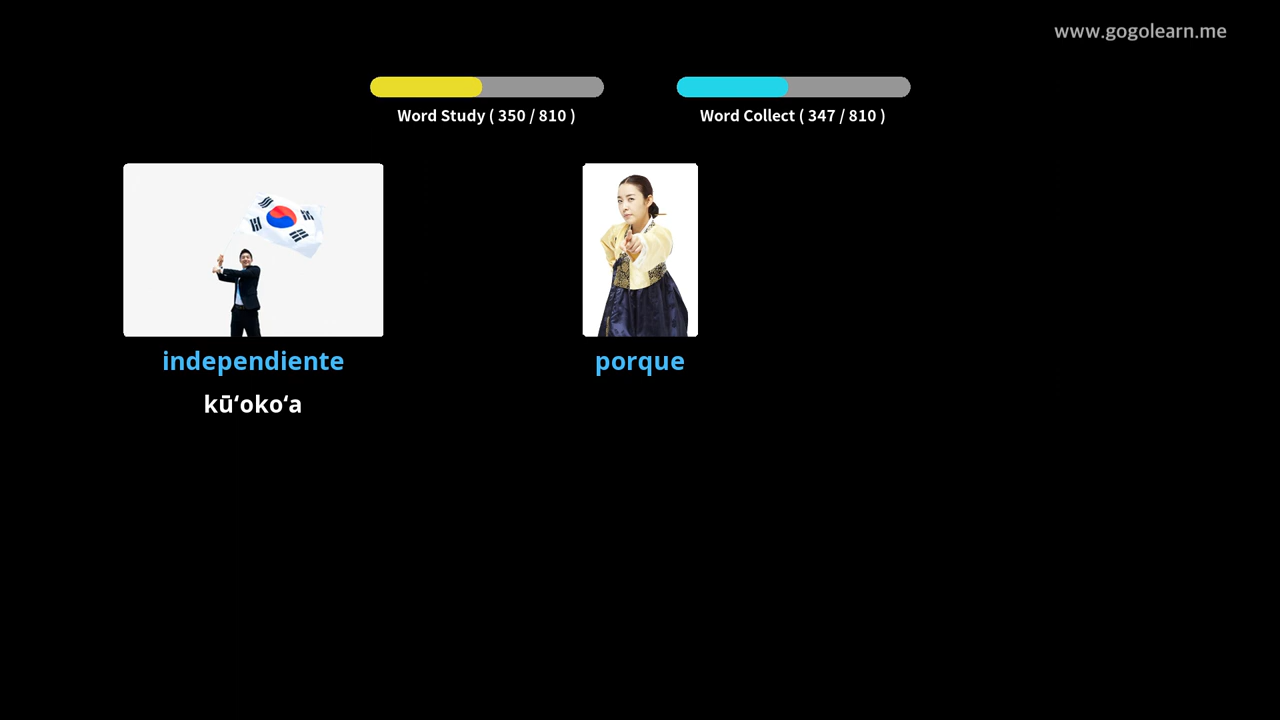 www.gogolearn.me
Word Study ( 350 / 810 )
Word Collect ( 347 / 810 )
independiente
kūʻokoʻa
porque